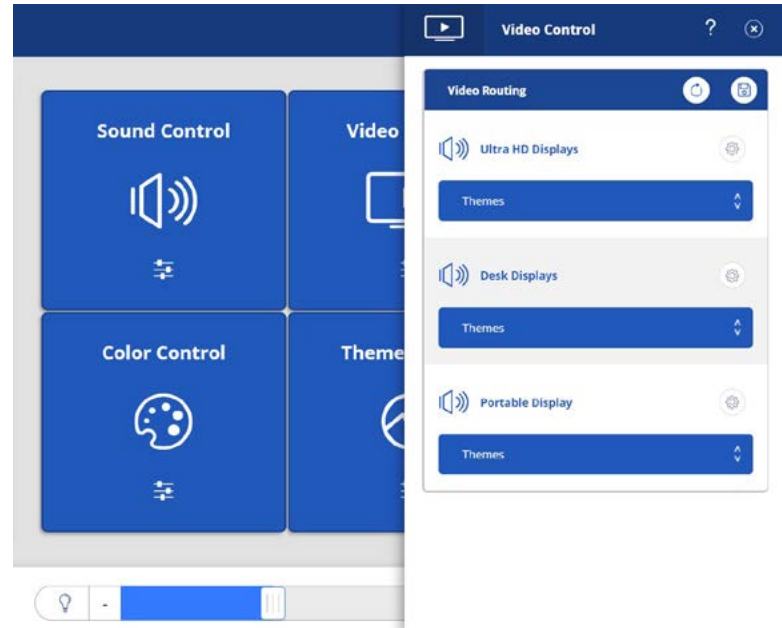 Video Control ?
Video Routing
Sound Control
Video
Ultra HD Displays
Themes
Desk Displays
Themes
Color Control
Theme
Portable Display
Themes
-